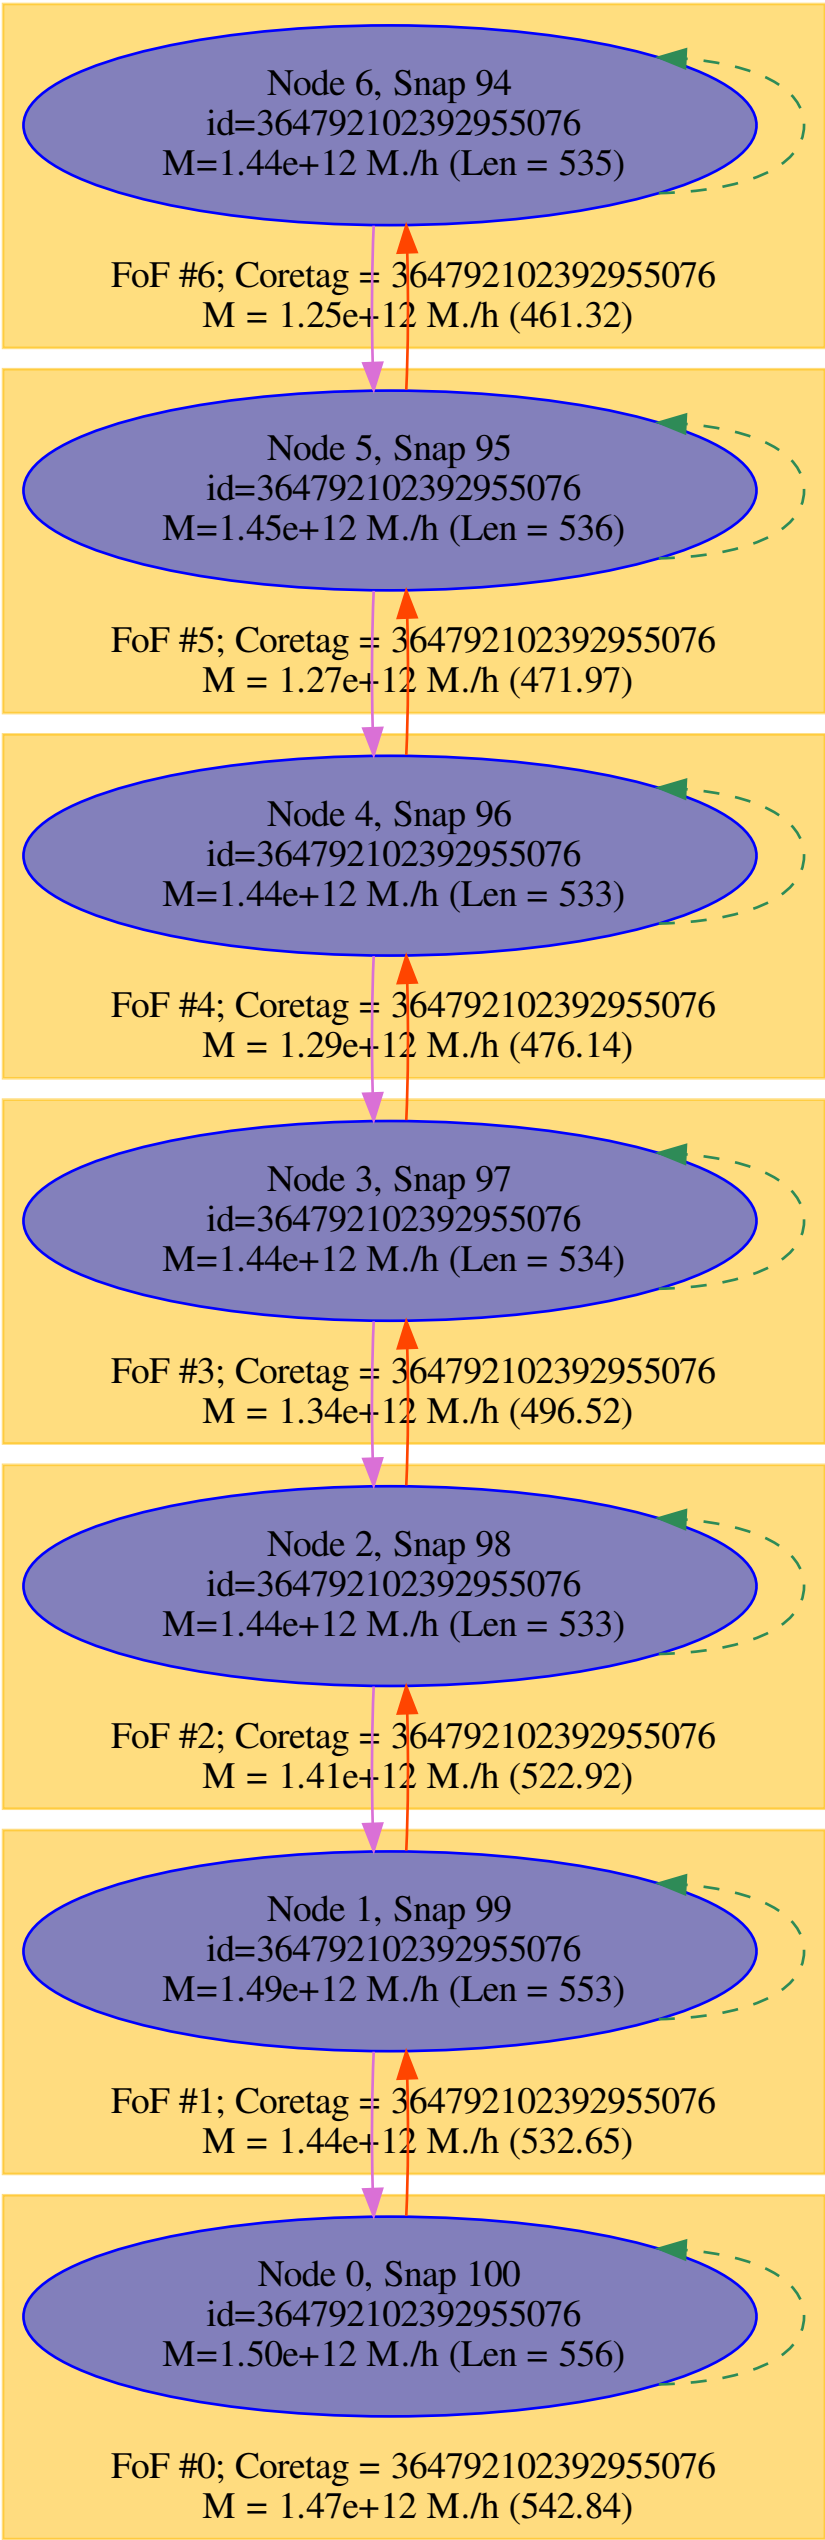 Node 6, Snap 94
id=364792102392955076
M=1.44e+12 M./h (Len = 535)
FoF #6; Coretag = 364792102392955076
M = 1.25e+12 M./h (461.32)
Node 5, Snap 95
id=364792102392955076
M=1.45e+12 M./h (Len = 536)
FoF #5; Coretag = 364792102392955076
M = 1.27e+12 M./h (471.97)
Node 4, Snap 96
id=364792102392955076
M=1.44e+12 M./h (Len = 533)
FoF #4; Coretag = 364792102392955076
M = 1.29e+12 M./h (476.14)
Node 3, Snap 97
id=364792102392955076
M=1.44e+12 M./h (Len = 534)
FoF #3; Coretag = 364792102392955076
M = 1.34e+12 M./h (496.52)
Node 2, Snap 98
id=364792102392955076
M=1.44e+12 M./h (Len = 533)
FoF #2; Coretag = 364792102392955076
M = 1.41e+12 M./h (522.92)
Node 1, Snap 99
id=364792102392955076
M=1.49e+12 M./h (Len = 553)
FoF #1; Coretag = 364792102392955076
M = 1.44e+12 M./h (532.65)
Node 0, Snap 100
id=364792102392955076
M=1.50e+12 M./h (Len = 556)
FoF #0; Coretag = 364792102392955076
M = 1.47e+12 M./h (542.84)